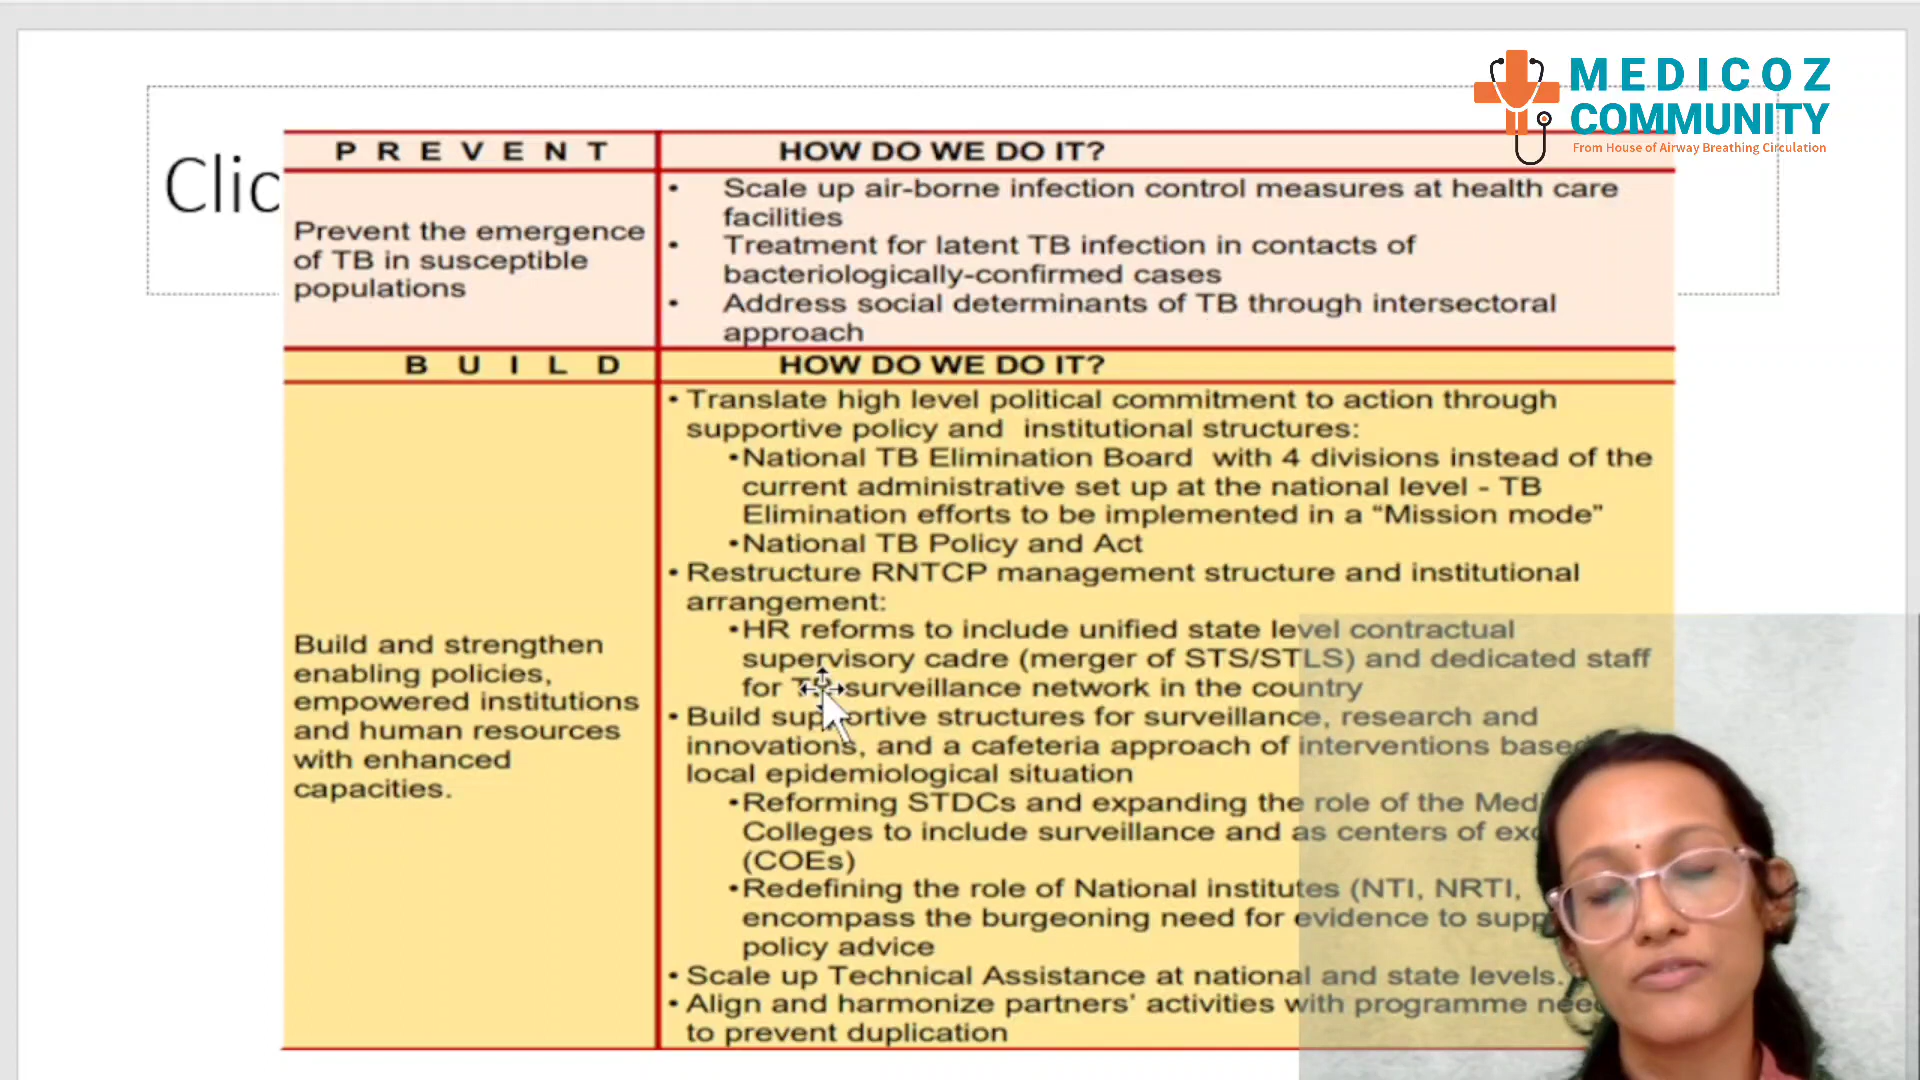 MEDICOZ
COMMUNITY
From House of Airway Breathing Circulation
Clic
PREVENT
HOW DO WE DO IT?
Prevent the emergence
of TB in susceptible
populations
• Scale up air-borne infection control measures at health care
facilities
• Treatment for latent TB infection in contacts of
bacteriologically-confirmed cases
• Address social determinants of TB through intersectoral
approach
BUILD
HOW DO WE DO IT?
Build and strengthen
enabling policies,
empowered institutions
and human resources
with enhanced
capacities.
• Translate high level political commitment to action through
supportive policy and institutional structures:
• National TB Elimination Board with 4 divisions instead of the
current administrative set up at the national level - TB
Elimination efforts to be implemented in a “Mission mode”
• National TB Policy and Act
• Restructure RNTCP management structure and institutional
arrangement:
• HR reforms to include unified state level contractual
supervisory cadre (merger of STS/STLS) and dedicated staff
for surveillance network in the country
• Build supportive structures for surveillance, research and
innovations, and a cafeteria approach of interventions based
local epidemiological situation
• Reforming STDCs and expanding the role of the Medi
Colleges to include surveillance and as centers of exc
(COEs)
• Redefining the role of National institutes (NTI, NRTI,
encompass the burgeoning need for evidence to supp
policy advice
• Scale up Technical Assistance at national and state levels.
• Align and harmonize partners' activities with programme nee
to prevent duplication